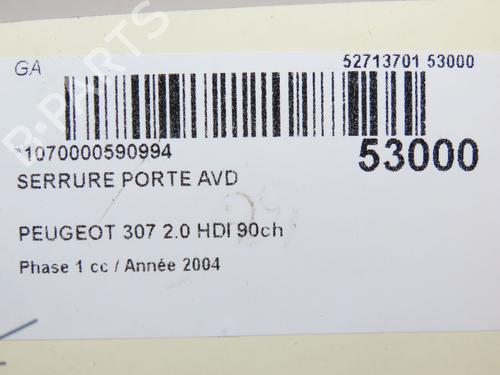 GA
52713701 53000
*1070000590994
53000
SERRURE PORTE AVD
PEUGEOT 307 2.0 HDI 90ch
Phase 1 cc / Année 2004
B-PARTS